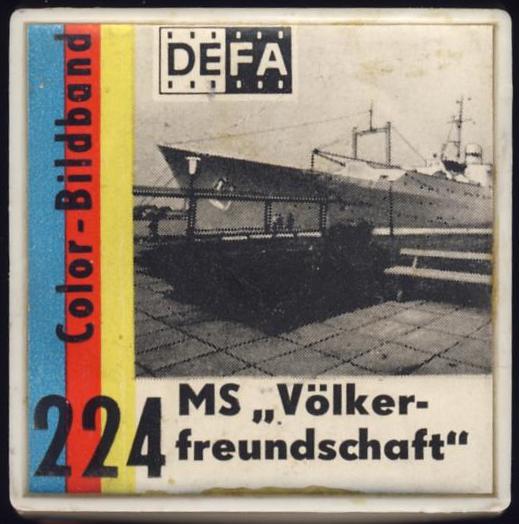 DEFA
Color-Bildband
224
MS „Völker-
freundschaft“